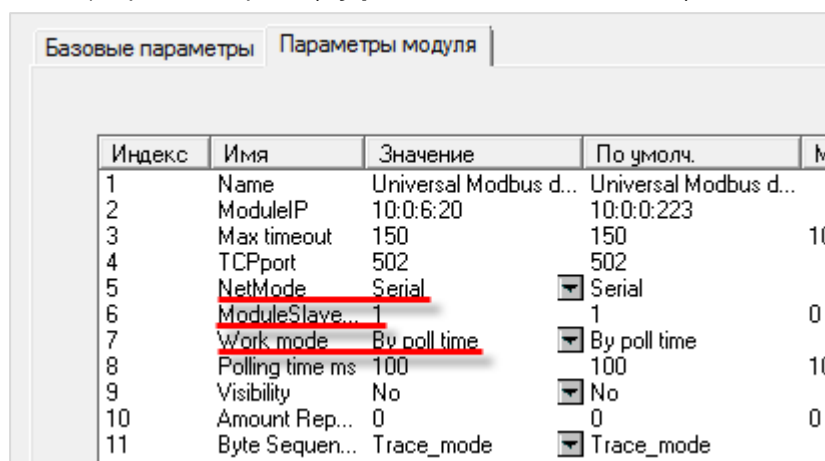 Базовые параметры Параметры модуля
Индекс Имя Значение По умолч.
1 Name Universal Modbus d... Universal Modbus d...
2 ModuleIP 10:0:6:20 10:0:0:223
3 Max timeout 150 150 10
4 TCPport 502 502
5 NetMode Serial Serial
6 ModuleSlave... 1 1 0
7 Work mode By poll time By poll time
8 Polling time ms 100 100 10
9 Visibility No No
10 Amount Rep... 0 0 0
11 Byte Sequen... Trace_mode Trace_mode